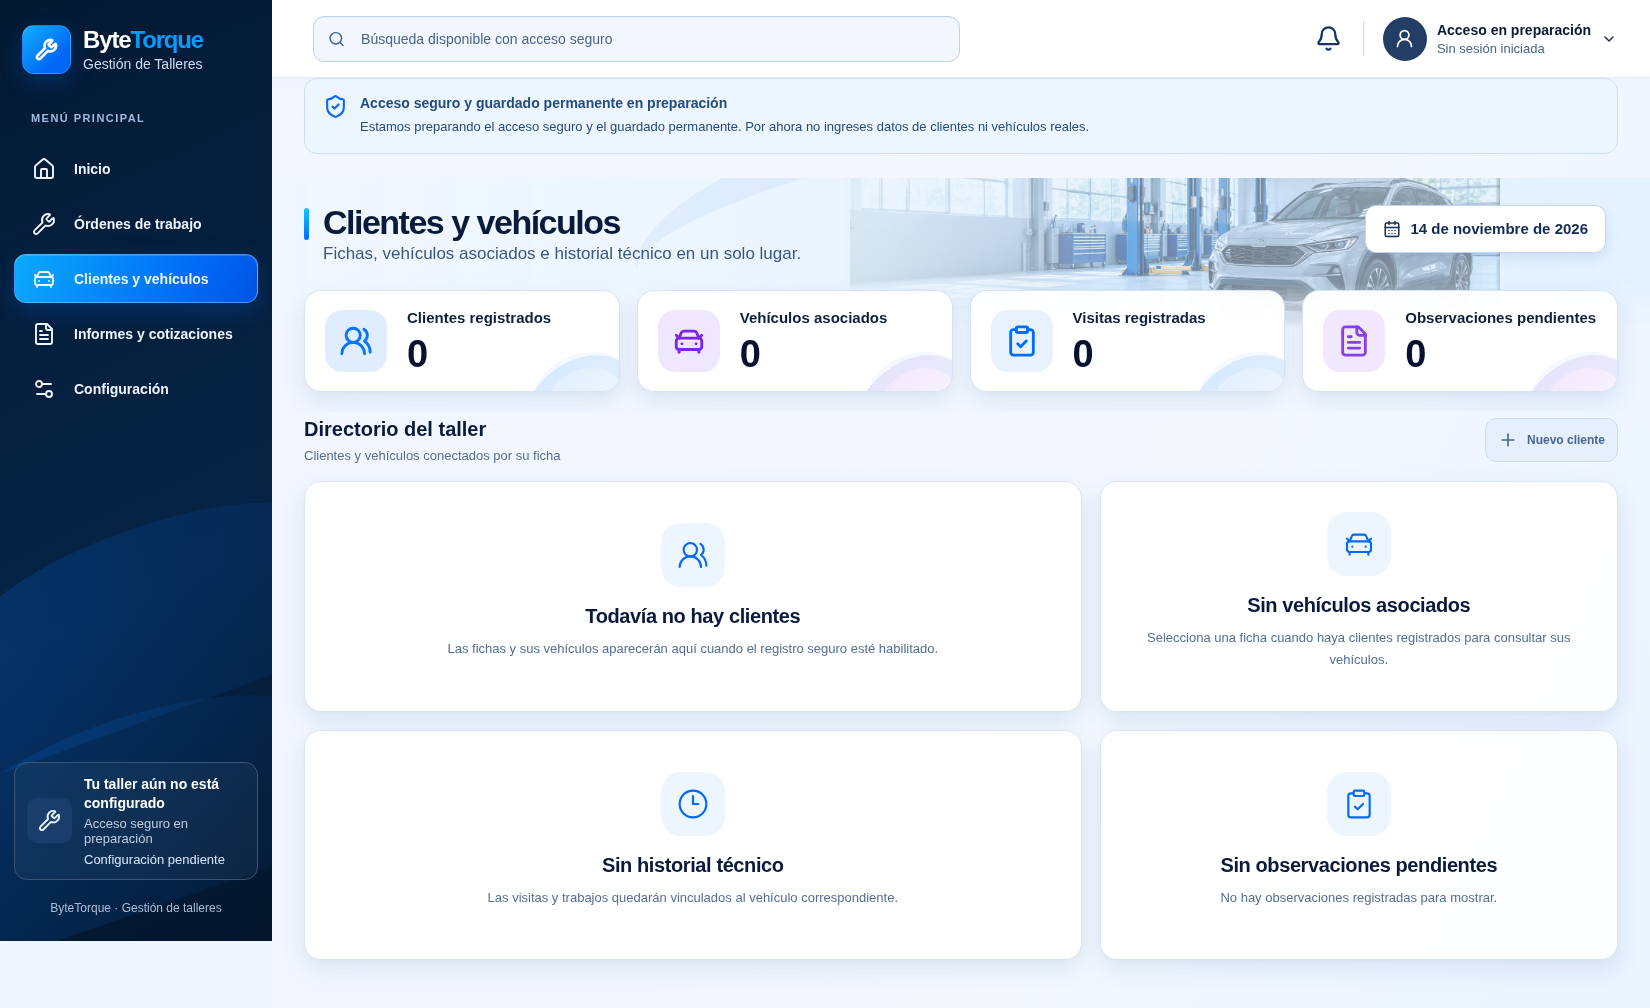 ByteTorque
Gestión de Talleres
MENÚ PRINCIPAL
Inicio
Órdenes de trabajo
Clientes y vehículos
Informes y cotizaciones
Configuración
Tu taller aún no está
configurado
Acceso seguro en
preparación
Configuración pendiente
ByteTorque · Gestión de talleres
Búsqueda disponible con acceso seguro
Acceso en preparación
Sin sesión iniciada
Acceso seguro y guardado permanente en preparación
Estamos preparando el acceso seguro y el guardado permanente. Por ahora no ingreses datos de clientes ni vehículos reales.
Clientes y vehículos
Fichas, vehículos asociados e historial técnico en un solo lugar.
14 de noviembre de 2026
Clientes registrados
0
Vehículos asociados
0
Visitas registradas
0
Observaciones pendientes
0
Directorio del taller
Clientes y vehículos conectados por su ficha
Nuevo cliente
Todavía no hay clientes
Las fichas y sus vehículos aparecerán aquí cuando el registro seguro esté habilitado.
Sin vehículos asociados
Selecciona una ficha cuando haya clientes registrados para consultar sus
vehículos.
Sin historial técnico
Las visitas y trabajos quedarán vinculados al vehículo correspondiente.
Sin observaciones pendientes
No hay observaciones registradas para mostrar.